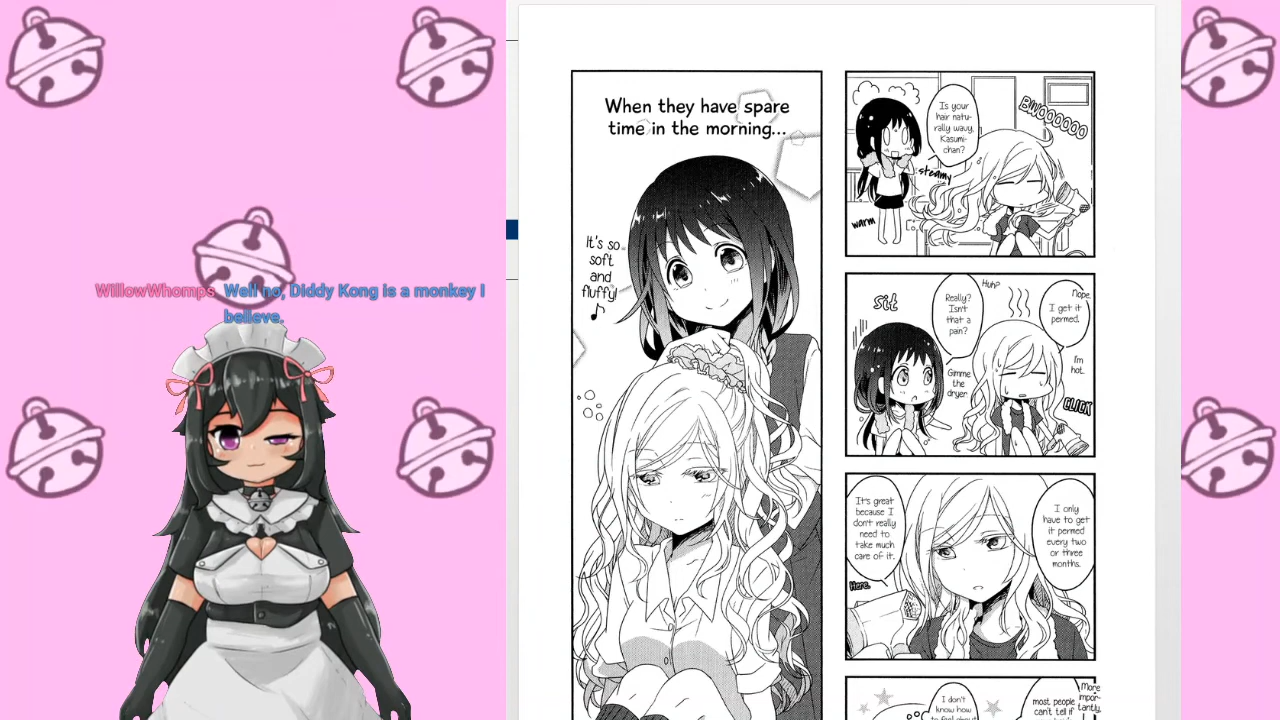 WillowWhomps Well no, Diddy Kong is a monkey I
believe.
When they have spare
time in the morning...
It's so
soft
and
fluffy!
Is your
hair natu-
rally wavy,
Kasumi-
chan?
BWOOOOOO
steamy
warm
Nope.
I get it
permed.
Huh?
Really?
Isn't
that a
pain?
Sit
I'm
hot.
Gimme
the
dryer.
CLICK
I only
have to get
it permed
every two
or three
months.
It's great
because I
don't really
need to
take much
care of it.
Here.
More
impor-
tantly,
most people
can't tell if
I don't
know how